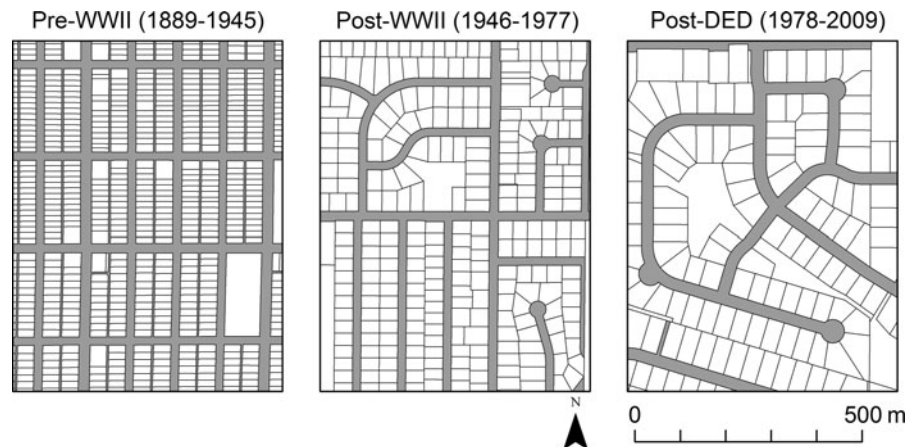 Pre-WWII (1889-1945)
Post-WWII (1946-1977)
Post-DED (1978-2009)
N
0
500 m